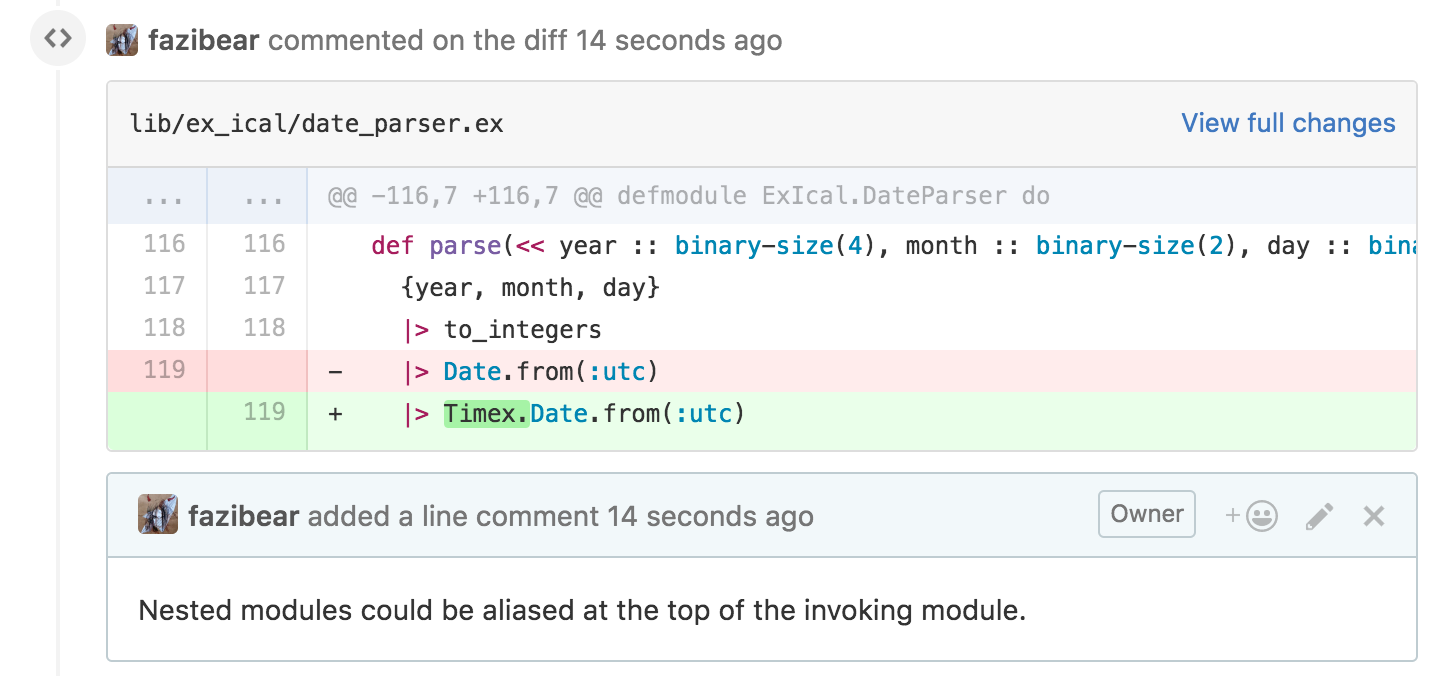 fazibear commented on the diff 14 seconds ago
lib/ex_ical/date_parser.ex View full changes
... ... @@ -116,7 +116,7 @@ defmodule ExIcal.DateParser do
116 116 def parse(<< year :: binary-size(4), month :: binary-size(2), day :: bina
117 117 {year, month, day}
118 118 |> to_integers
119 - |> Date.from(:utc)
119 + |> Timex.Date.from(:utc)
fazibear added a line comment 14 seconds ago Owner +
Nested modules could be aliased at the top of the invoking module.